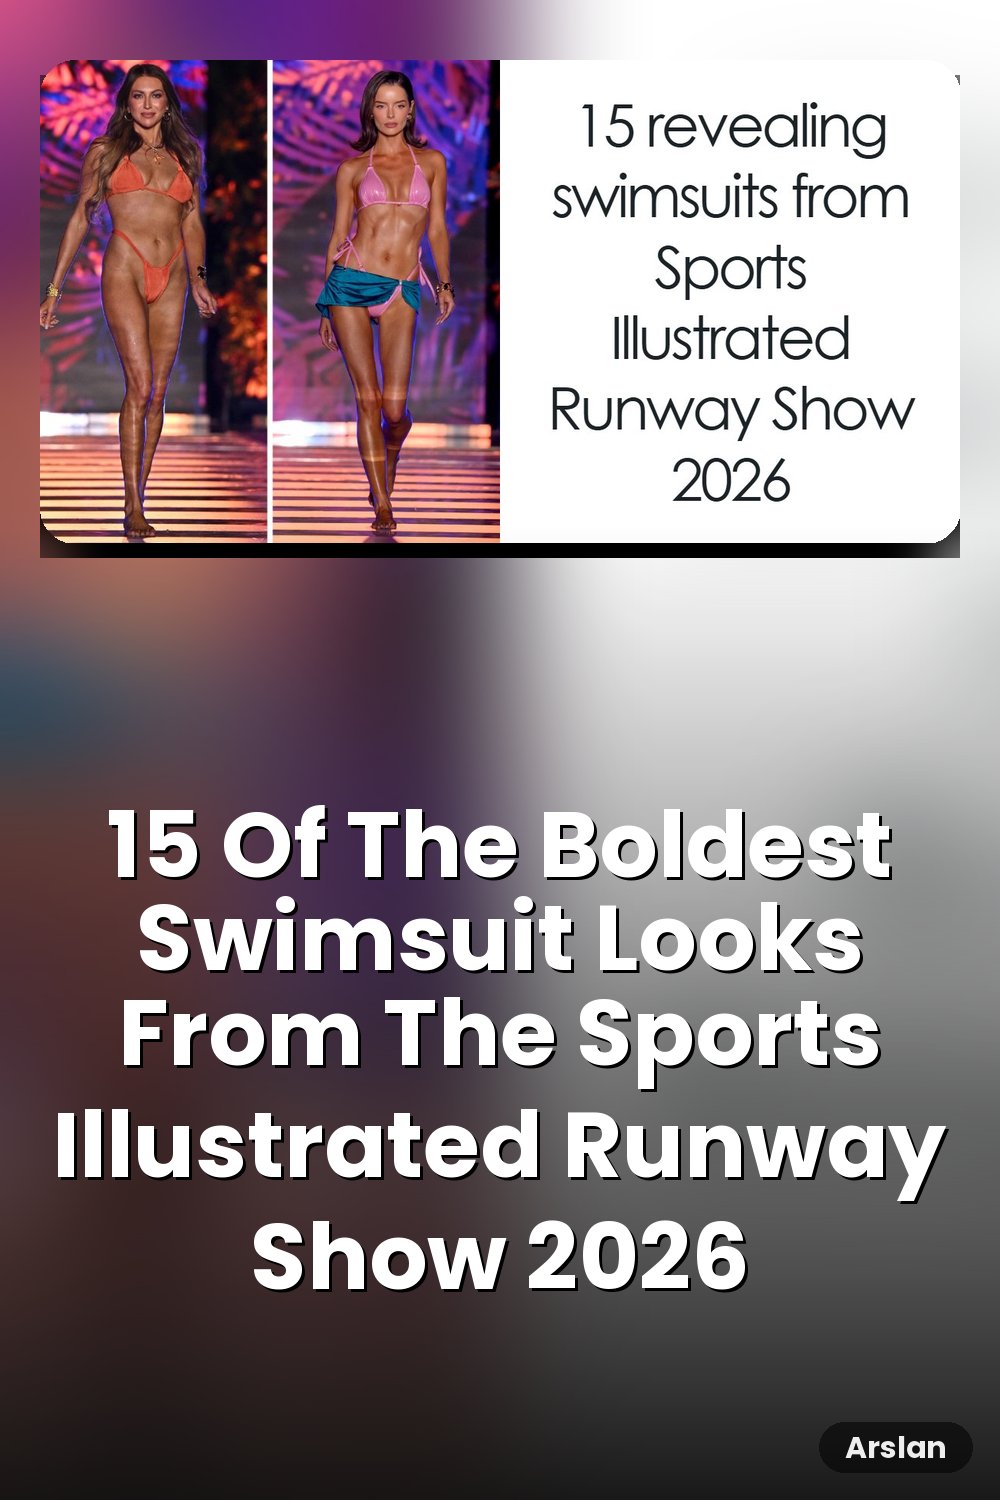 15 revealing
swimsuits from
Sports
Illustrated
Runway Show
2026
15 Of The Boldest
Swimsuit Looks
From The Sports
Illustrated Runway
Show 2026
Arslan